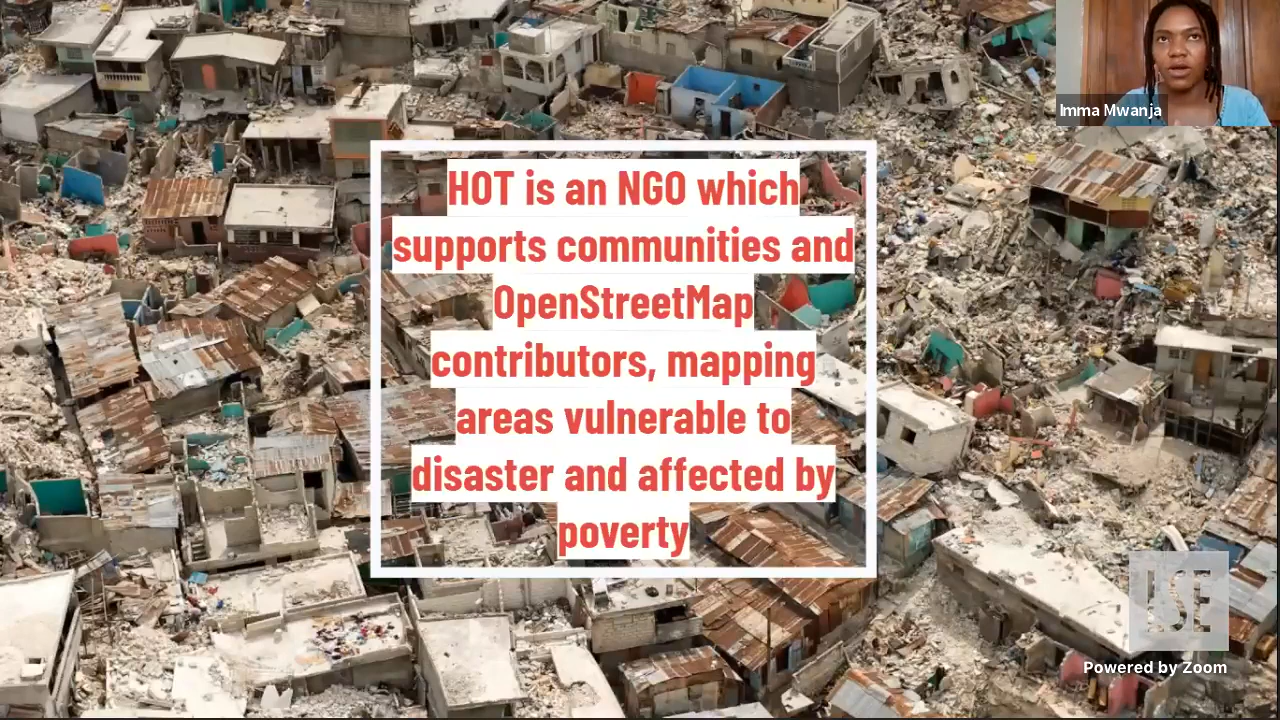 Imma Mwanja
HOT is an NGO which
supports communities and
OpenStreetMap
contributors, mapping
areas vulnerable to
disaster and affected by
poverty
LSE
Powered by Zoom